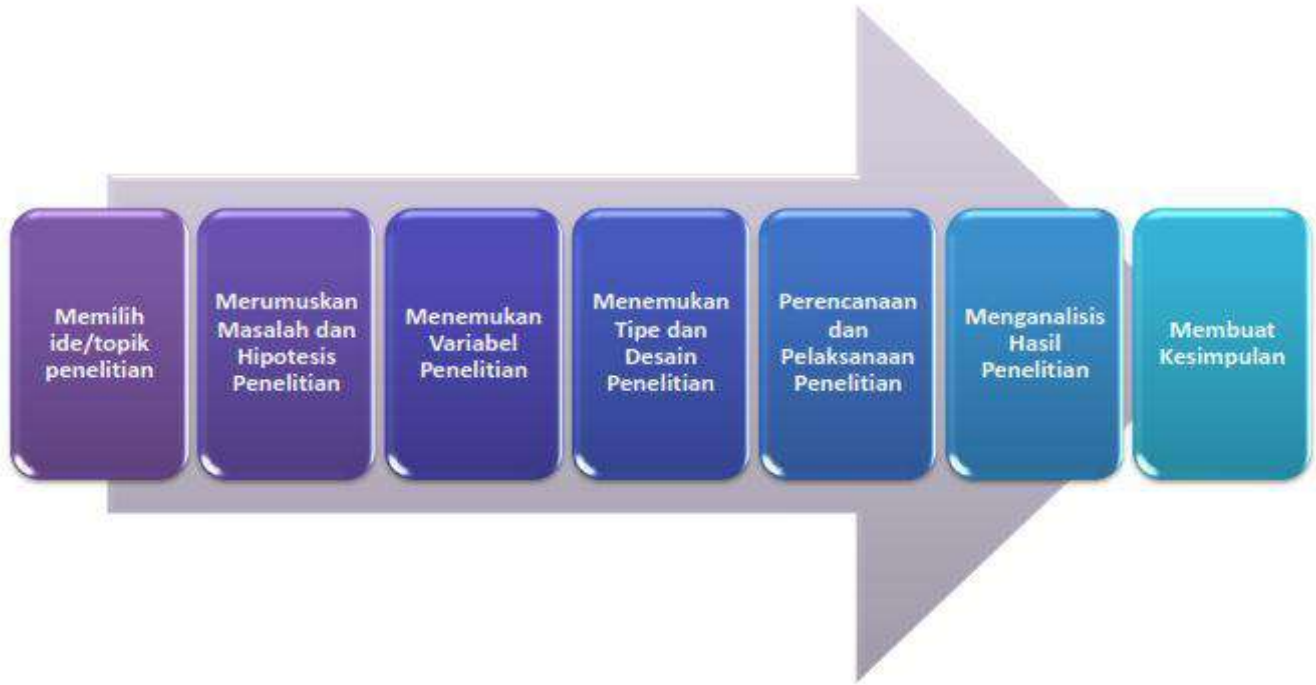 Memilih
ide/topik
penelitian
Merumuskan
Masalah dan
Hipotesis
Penelitian
Menemukan
Variabel
Penelitian
Menemukan
Tipe dan
Desain
Penelitian
Perencanaan
dan
Pelaksanaan
Penelitian
Menganalisis
Hasil
Penelitian
Membuat
Kesimpulan